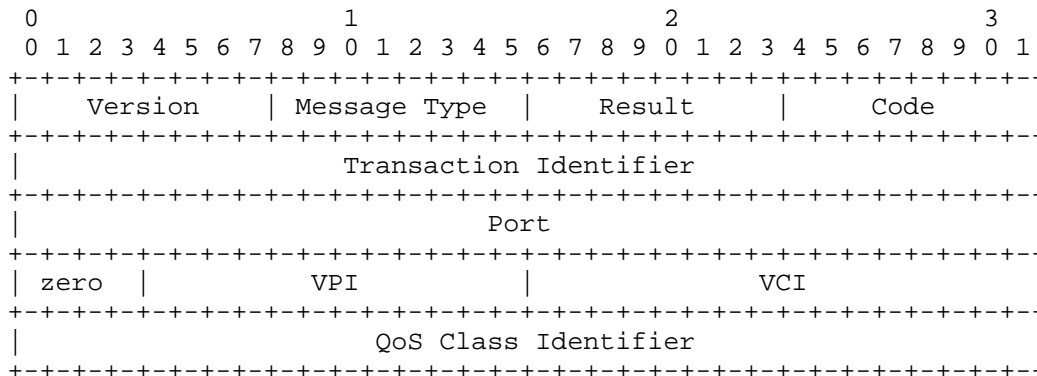 0                   1                   2                   3
 0 1 2 3 4 5 6 7 8 9 0 1 2 3 4 5 6 7 8 9 0 1 2 3 4 5 6 7 8 9 0 1
+-+-+-+-+-+-+-+-+-+-+-+-+-+-+-+-+-+-+-+-+-+-+-+-+-+-+-+-+-+-+-+--
|    Version    | Message Type  |    Result     |     Code
+-+-+-+-+-+-+-+-+-+-+-+-+-+-+-+-+-+-+-+-+-+-+-+-+-+-+-+-+-+-+-+--
|                    Transaction Identifier
+-+-+-+-+-+-+-+-+-+-+-+-+-+-+-+-+-+-+-+-+-+-+-+-+-+-+-+-+-+-+-+--
|                             Port
+-+-+-+-+-+-+-+-+-+-+-+-+-+-+-+-+-+-+-+-+-+-+-+-+-+-+-+-+-+-+-+--
| zero  |          VPI          |               VCI
+-+-+-+-+-+-+-+-+-+-+-+-+-+-+-+-+-+-+-+-+-+-+-+-+-+-+-+-+-+-+-+--
|                      QoS Class Identifier
+-+-+-+-+-+-+-+-+-+-+-+-+-+-+-+-+-+-+-+-+-+-+-+-+-+-+-+-+-+-+-+--